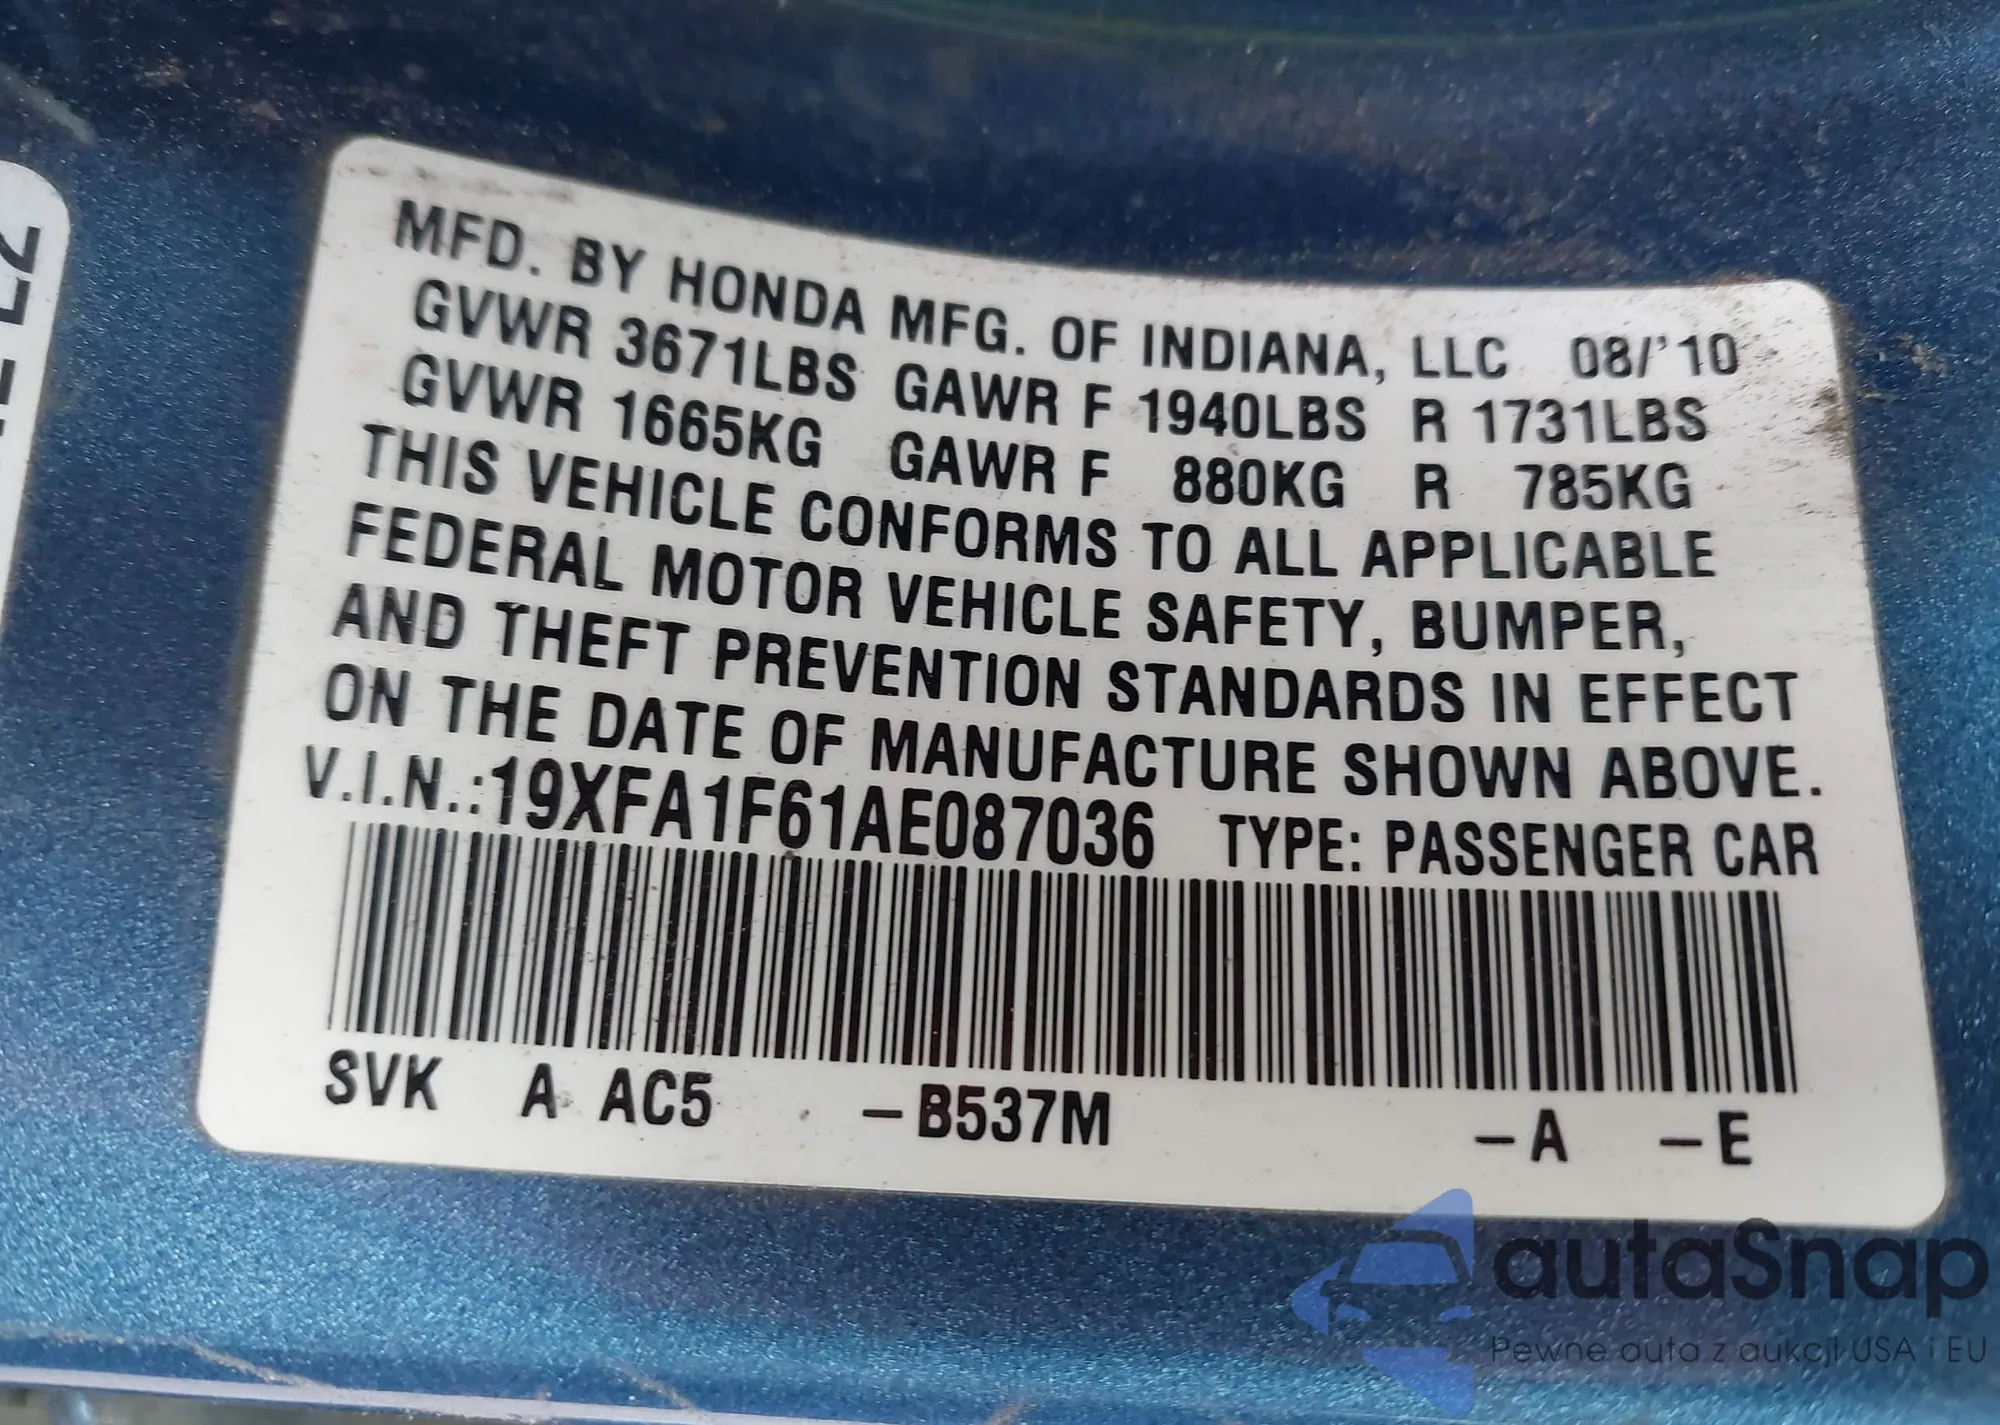 MFD. BY HONDA MFG. OF INDIANA, LLC 08/'10
GVWR 3671LBS GAWR F 1940LBS R 1731LBS
GVWR 1665KG GAWR F 880KG R 785KG
THIS VEHICLE CONFORMS TO ALL APPLICABLE
FEDERAL MOTOR VEHICLE SAFETY, BUMPER,
AND THEFT PREVENTION STANDARDS IN EFFECT
ON THE DATE OF MANUFACTURE SHOWN ABOVE.
V.I.N.:19XFA1F61AE087036 TYPE: PASSENGER CAR
SVK A AC5 –B537M –A –E
autaSnap
Pewne auta z aukcji USA i EU